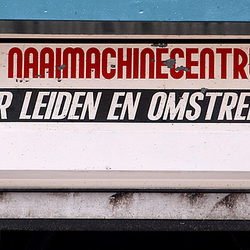 NAAIMACHINECENTR
R LEIDEN EN OMSTRE